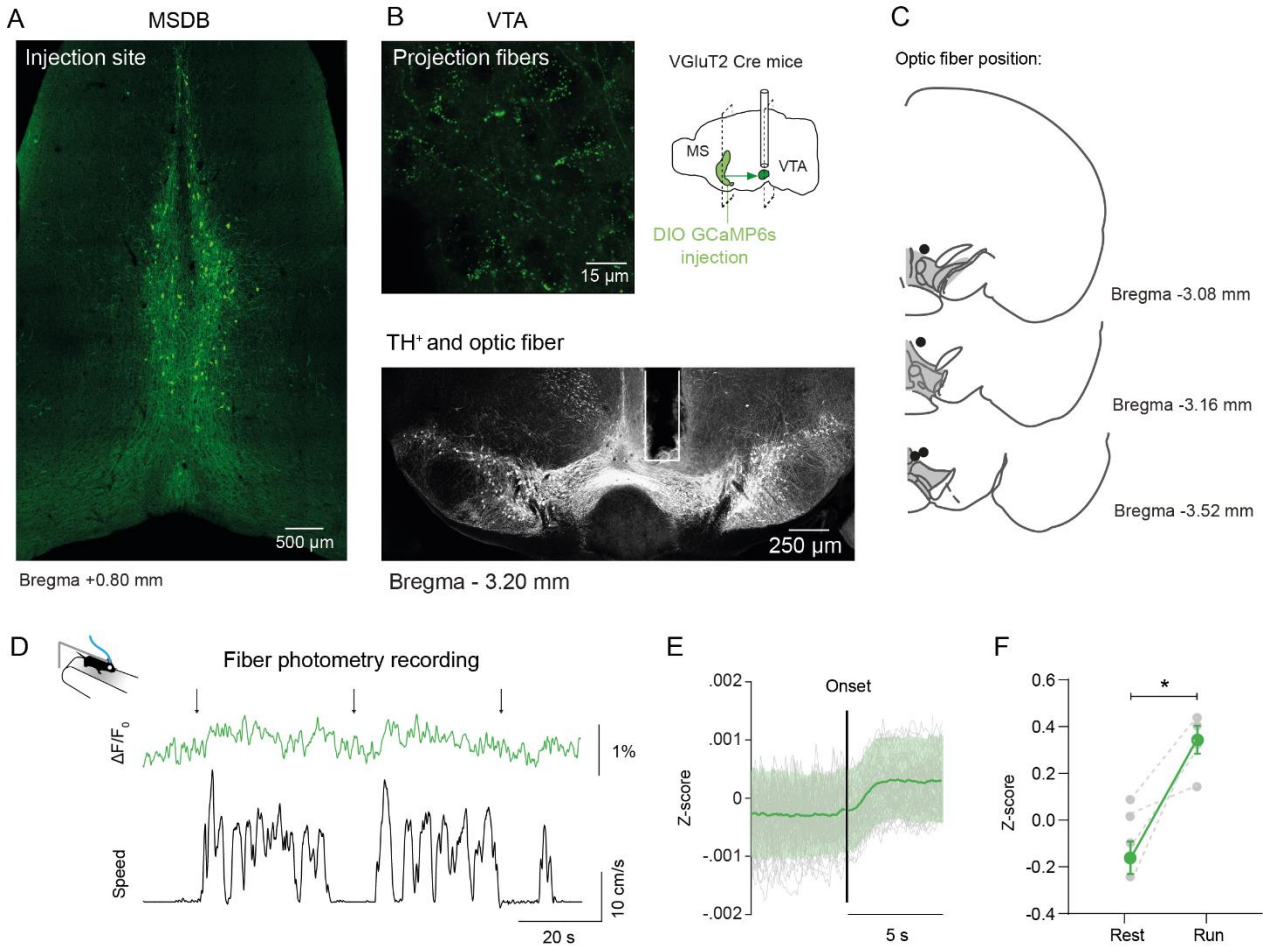 A
MSDB
Injection site
500 µm
Bregma +0.80 mm
B
VTA
Projection fibers
15 µm
VGluT2 Cre mice
MS
VTA
DIO GCaMP6s
injection
TH⁺ and optic fiber
250 µm
Bregma - 3.20 mm
C
Optic fiber position:
Bregma -3.08 mm
Bregma -3.16 mm
Bregma -3.52 mm
D
Fiber photometry recording
ΔF/F₀
1%
Speed
10 cm/s
20 s
E
Onset
Z-score
.002
.001
0
-.001
-.002
5 s
F
*
Z-score
0.6
0.4
0.2
0.0
-0.2
-0.4
Rest
Run